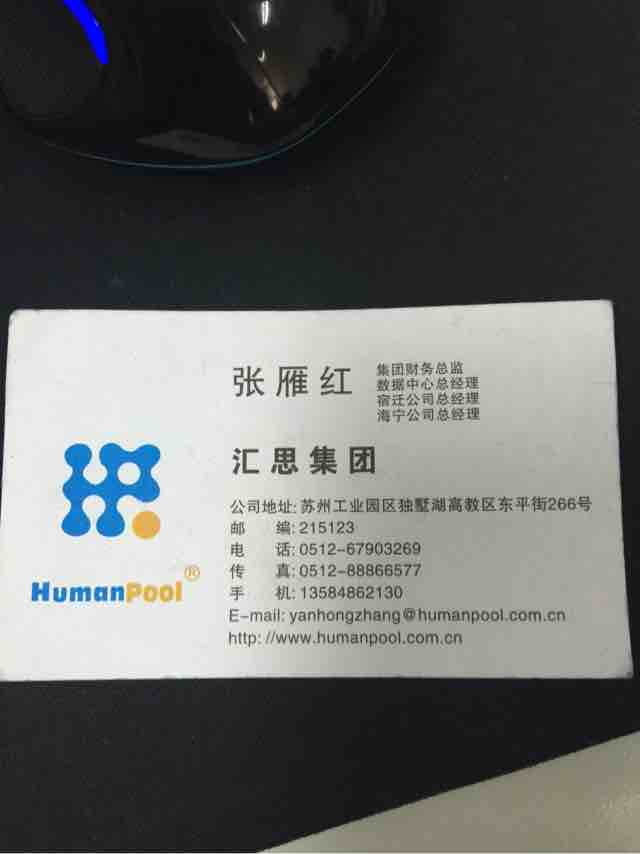 张雁红
集团财务总监
数据中心总经理
宿迁公司总经理
海宁公司总经理
汇思集团
公司地址: 苏州工业园区独墅湖高教区东平街266号
邮 编: 215123
电 话: 0512-67903269
传 真: 0512-88866577
手 机: 13584862130
E-mail: yanhongzhang@humanpool.com.cn
http: //www.humanpool.com.cn
HumanPool®